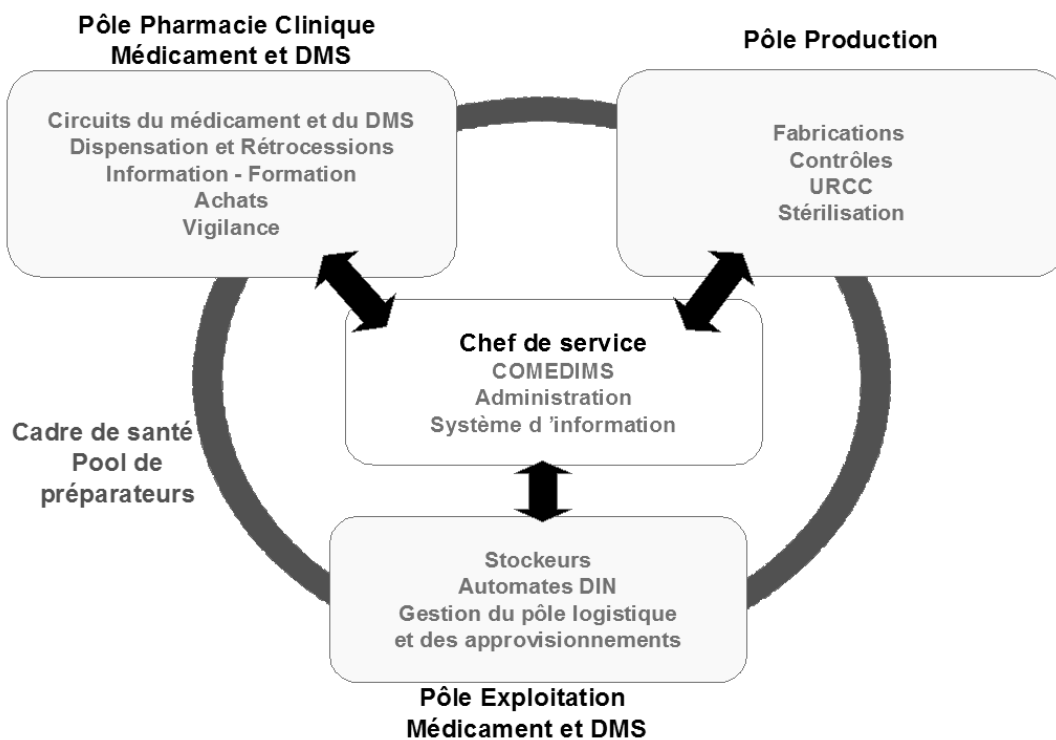 Pôle Pharmacie Clinique
Médicament et DMS
Circuits du médicament et du DMS
Dispensation et Rétrocessions
Information - Formation
Achats
Vigilance
Pôle Production
Fabrications
Contrôles
URCC
Stérilisation
Chef de service
COMEDIMS
Administration
Système d ’information
Cadre de santé
Pool de
préparateurs
Stockeurs
Automates DIN
Gestion du pôle logistique
et des approvisionnements
Pôle Exploitation
Médicament et DMS